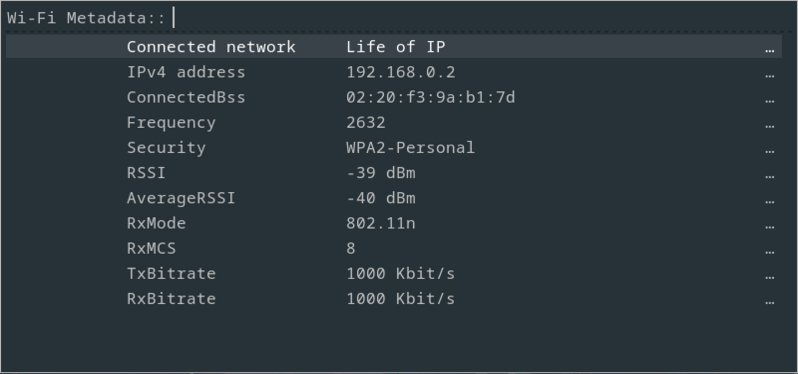 Wi-Fi Metadata::
Connected network Life of IP …
IPv4 address 192.168.0.2 …
ConnectedBss 02:20:f3:9a:b1:7d …
Frequency 2632 …
Security WPA2-Personal …
RSSI -39 dBm …
AverageRSSI -40 dBm …
RxMode 802.11n …
RxMCS 8 …
TxBitrate 1000 Kbit/s …
RxBitrate 1000 Kbit/s …